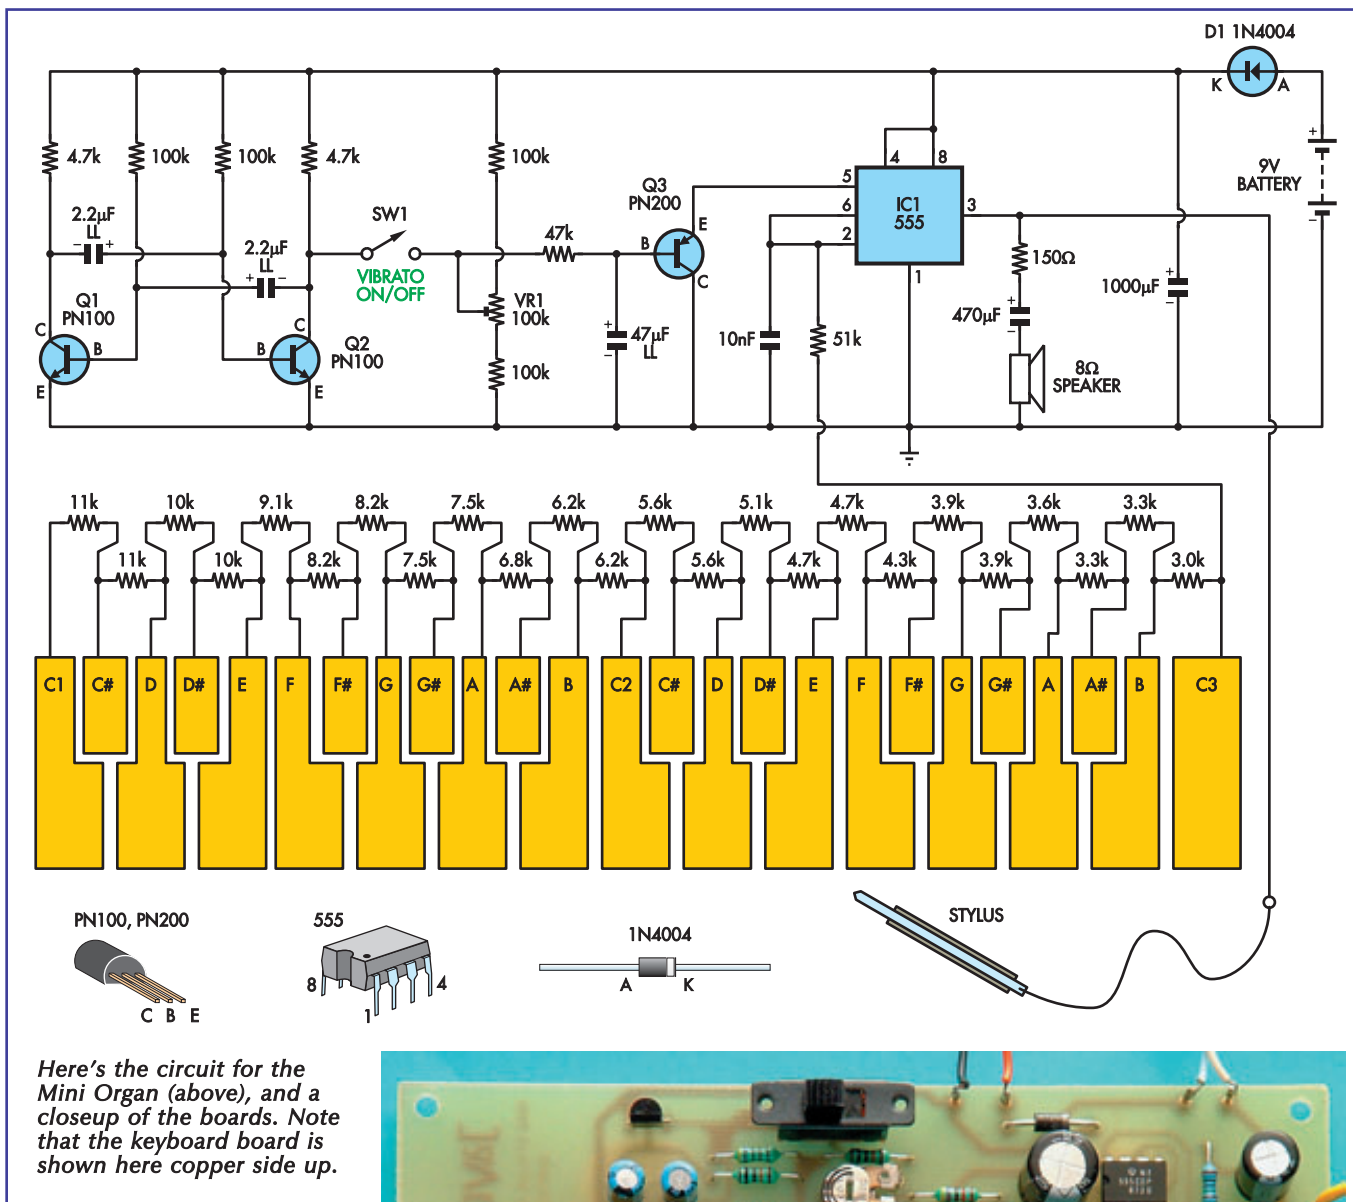 D1 1N4004
K A
4.7k 100k 100k 4.7k 100k
2.2µF
LL
2.2µF
LL
+ -
- +
SW1
VIBRATO
ON/OFF
47k
Q3
PN200
B E C
4 8
5
6
2
3
1
IC1
555
9V
BATTERY
+
-
Q1
PN100
C B E
Q2
PN100
C B E
VR1
100k
100k
47µF
LL
+
-
10nF
51k
150Ω
470µF
+
-
8Ω
SPEAKER
1000µF
+
-
11k 10k 9.1k 8.2k 7.5k 6.2k 5.6k 5.1k 4.7k 3.9k 3.6k 3.3k
11k 10k 8.2k 7.5k 6.8k 6.2k 5.6k 4.7k 4.3k 3.9k 3.3k 3.0k
C1 C# D D# E F F# G G# A A# B C2 C# D D# E F F# G G# A A# B C3
PN100, PN200
C B E
555
8 4
1
1N4004
A K
STYLUS
Here's the circuit for the
Mini Organ (above), and a
closeup of the boards. Note
that the keyboard board is
shown here copper side up.